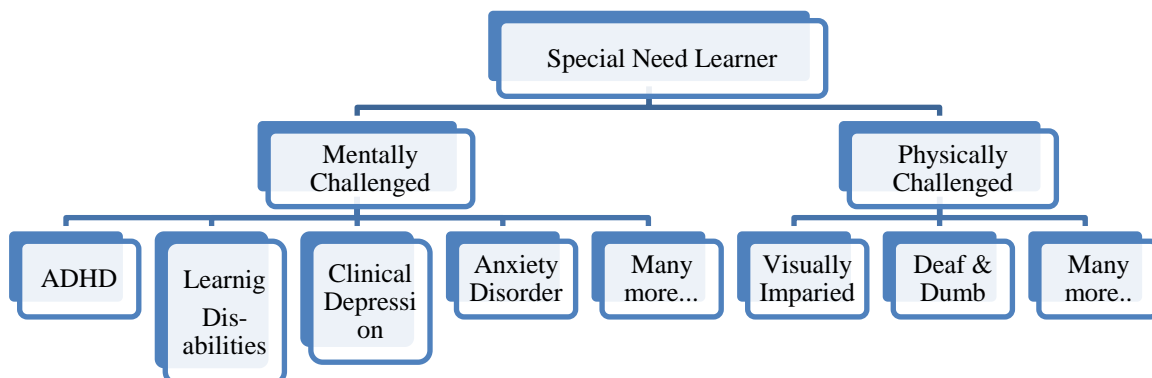 Special Need Learner
Mentally
Challenged
Physically
Challenged
ADHD
Learnig
Dis-
abilities
Clinical
Depressi
on
Anxiety
Disorder
Many
more...
Visually
Imparied
Deaf &
Dumb
Many
more..